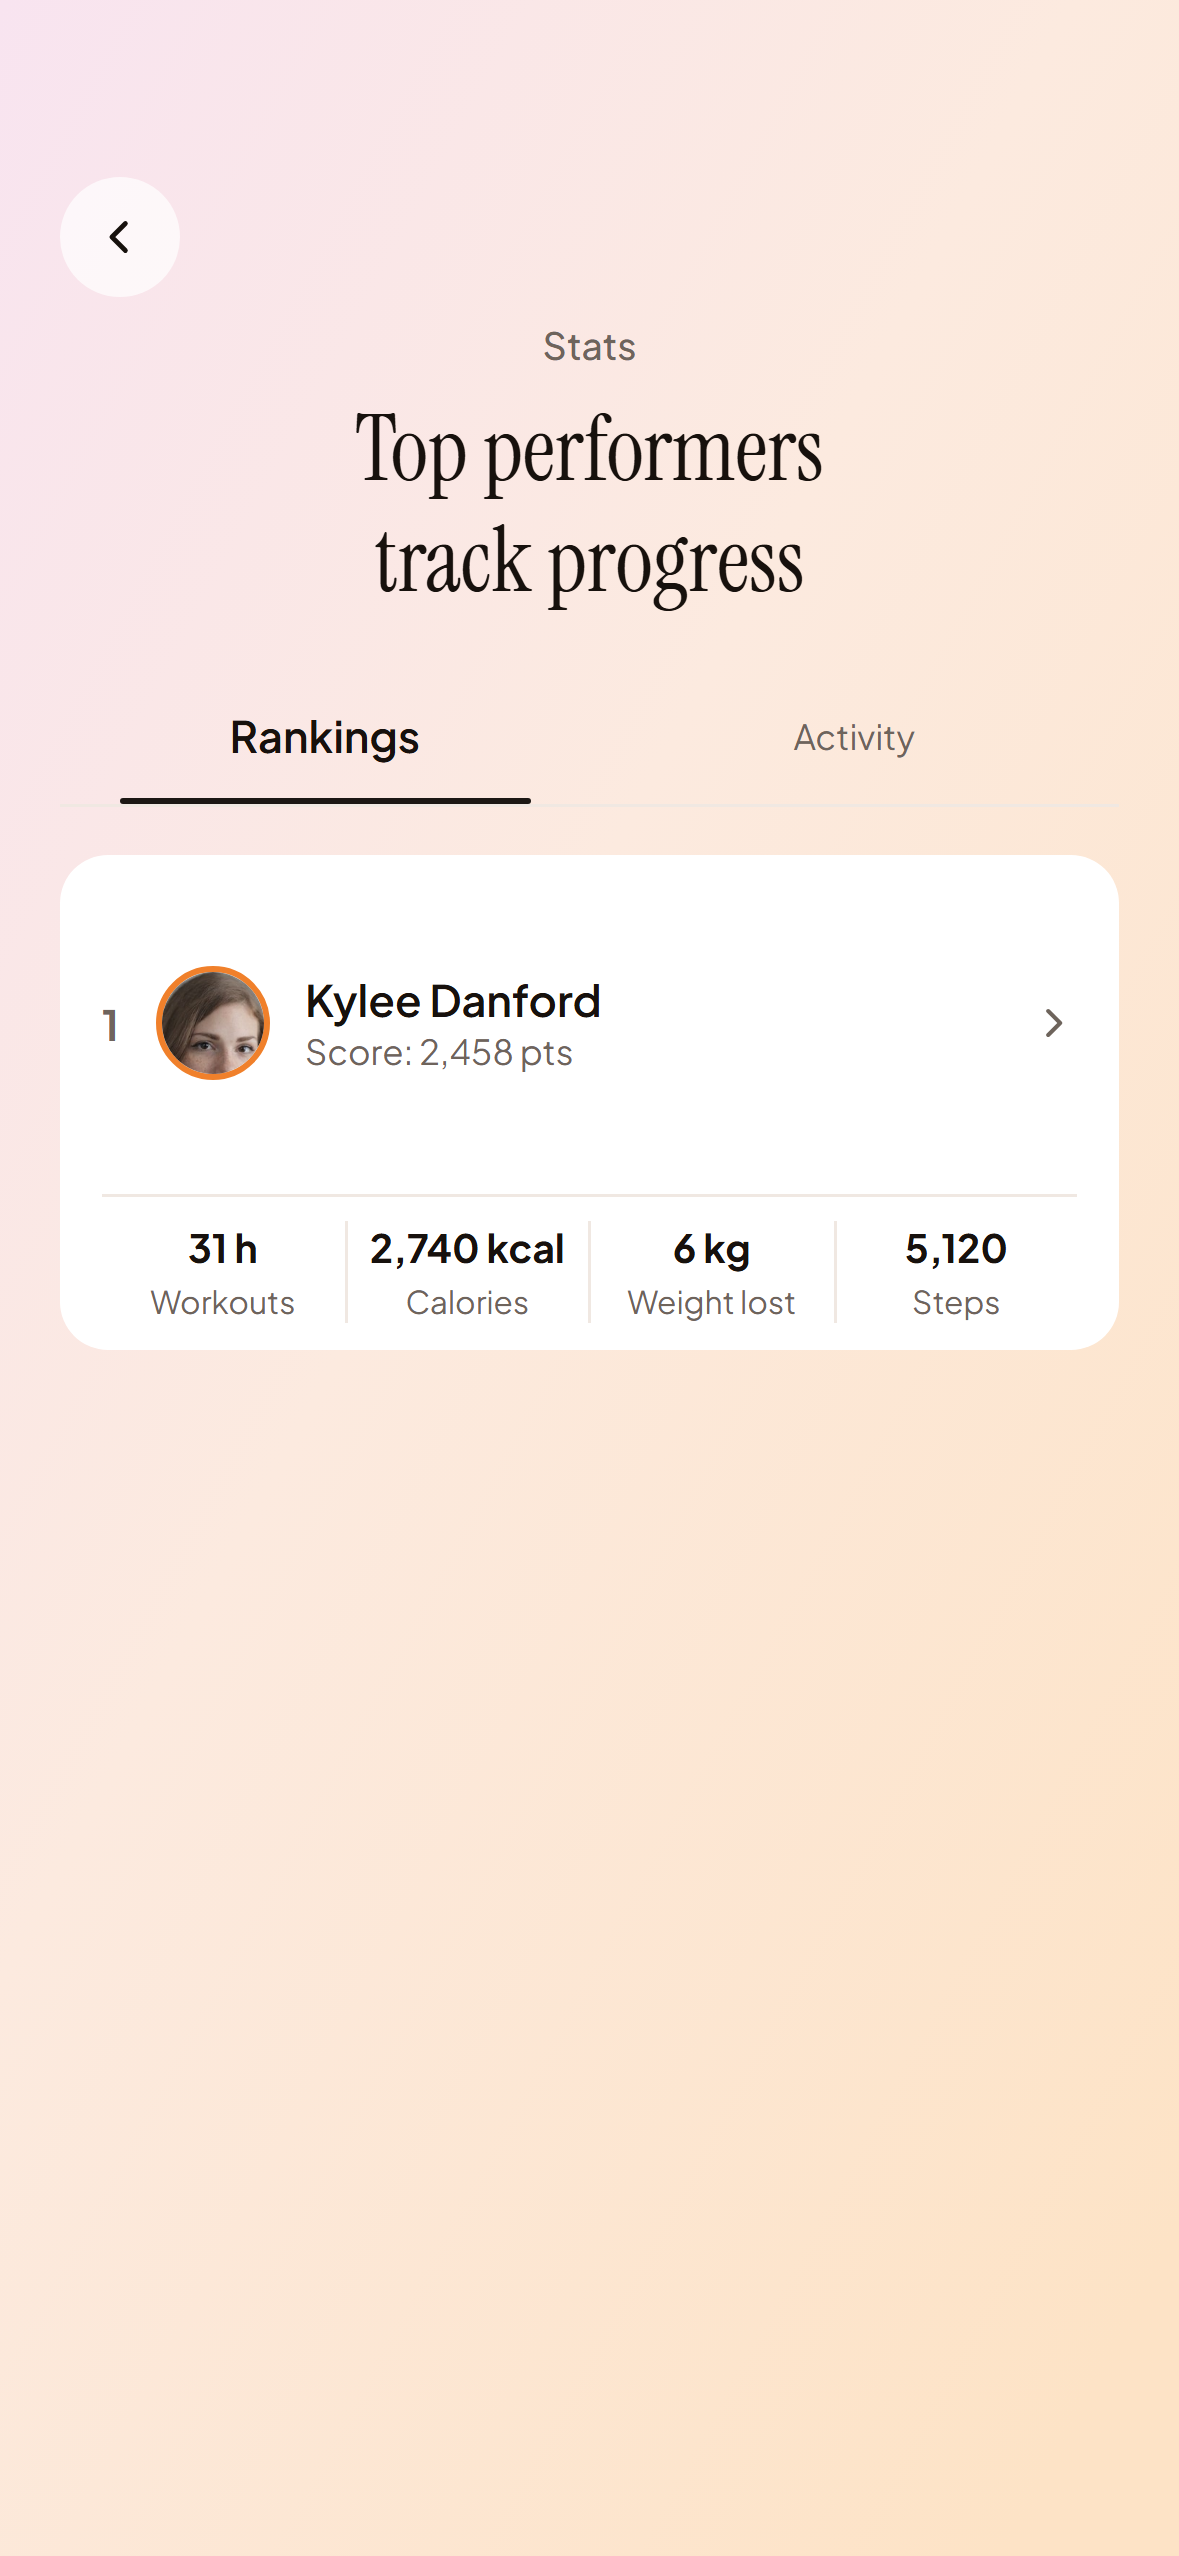 Stats
Top performers
track progress
Rankings
Activity
1
Kylee Danford
Score: 2,458 pts
31 h
2,740 kcal
6 kg
5,120
Workouts
Calories
Weight lost
Steps